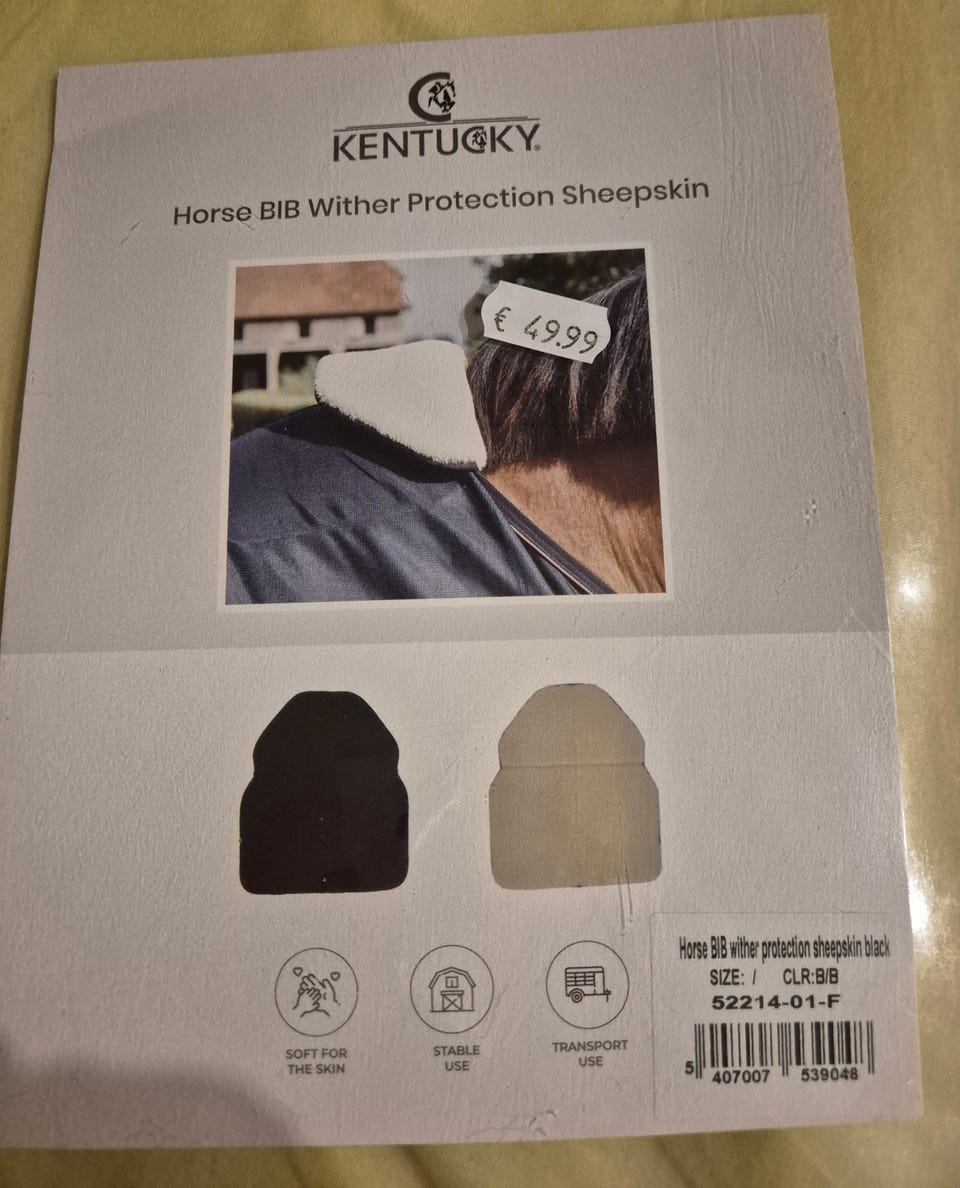 KENTUCKY®
Horse BIB Wither Protection Sheepskin
€ 49.99
SOFT FOR
THE SKIN
STABLE
USE
TRANSPORT
USE
Horse BIB wither protection sheepskin black
SIZE: / CLR:B/B
52214-01-F
5 407007 539048